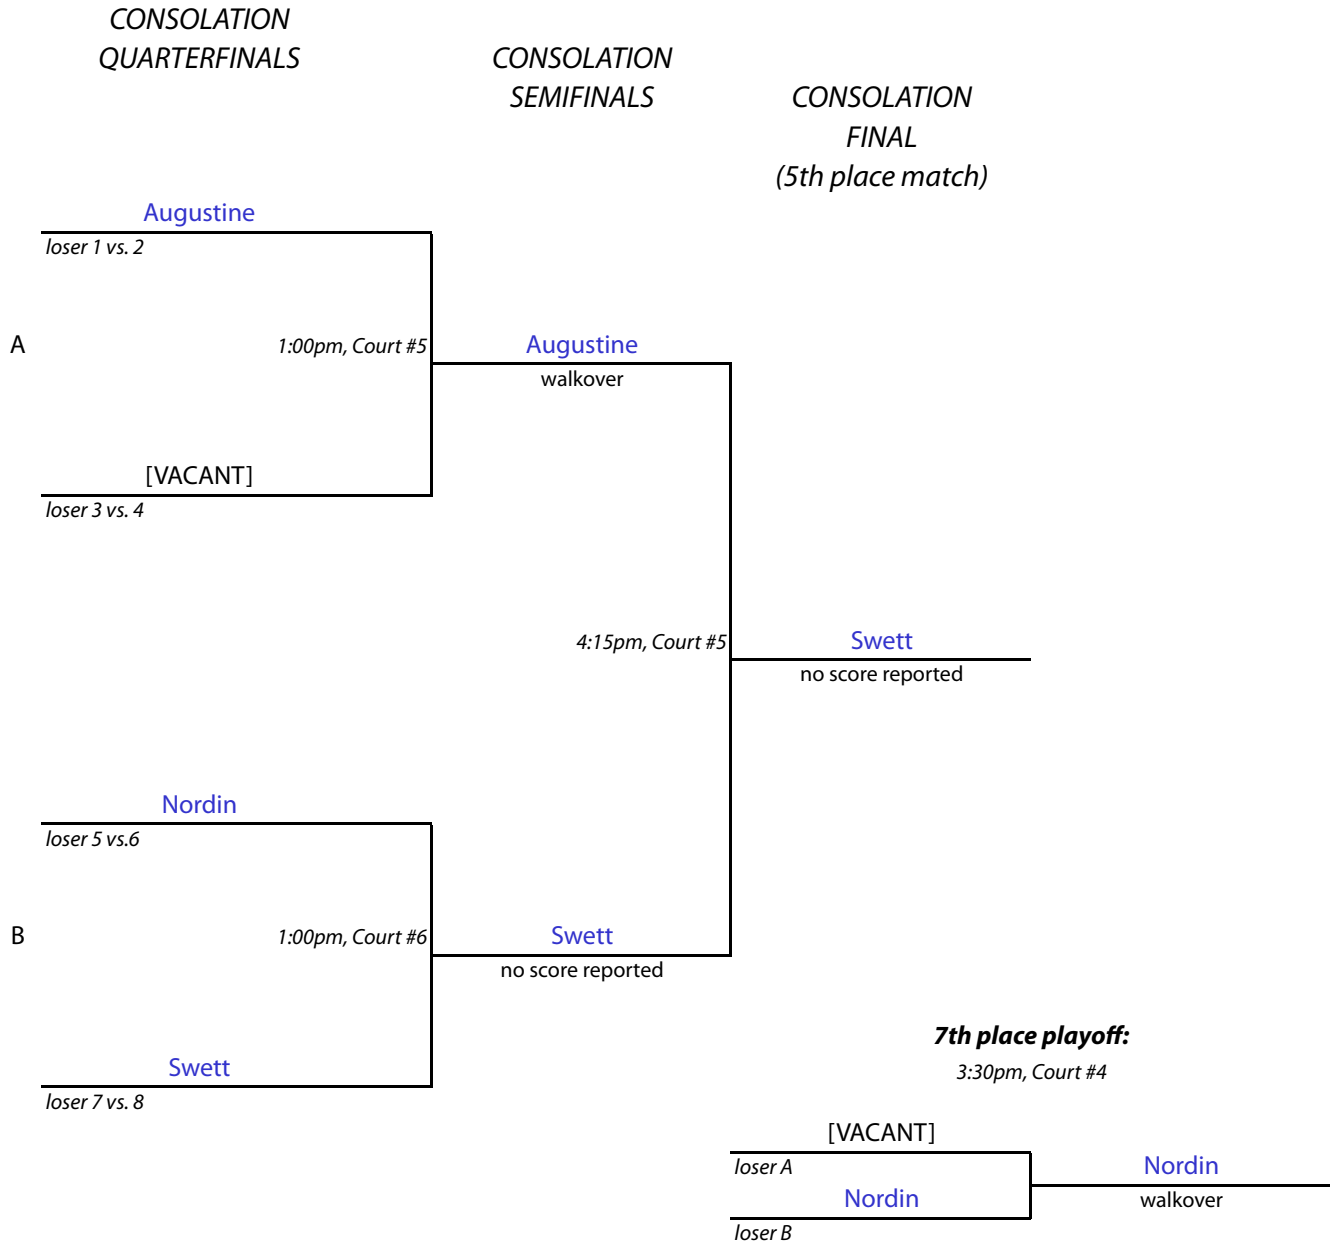 CONSOLATION
QUARTERFINALS
CONSOLATION
SEMIFINALS
CONSOLATION
FINAL
(5th place match)
Augustine
loser 1 vs. 2
A
1:00pm, Court #5
Augustine
walkover
[VACANT]
loser 3 vs. 4
4:15pm, Court #5
Swett
no score reported
Nordin
loser 5 vs.6
B
1:00pm, Court #6
Swett
no score reported
Swett
loser 7 vs. 8
7th place playoff:
3:30pm, Court #4
[VACANT]
loser A
Nordin
walkover
Nordin
loser B